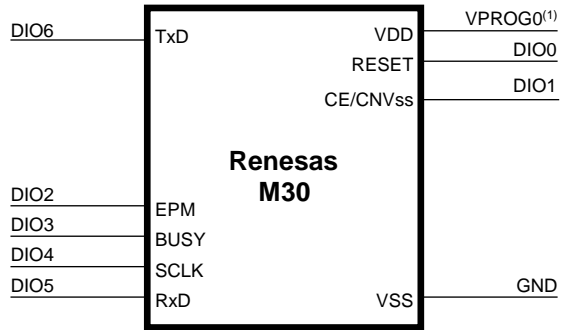 VPROG0(1)
DIO6
TxD
VDD
DIO0
RESET
DIO1
CE/CNVss
Renesas
M30
DIO2
EPM
DIO3
BUSY
DIO4
SCLK
DIO5
RxD
VSS
GND